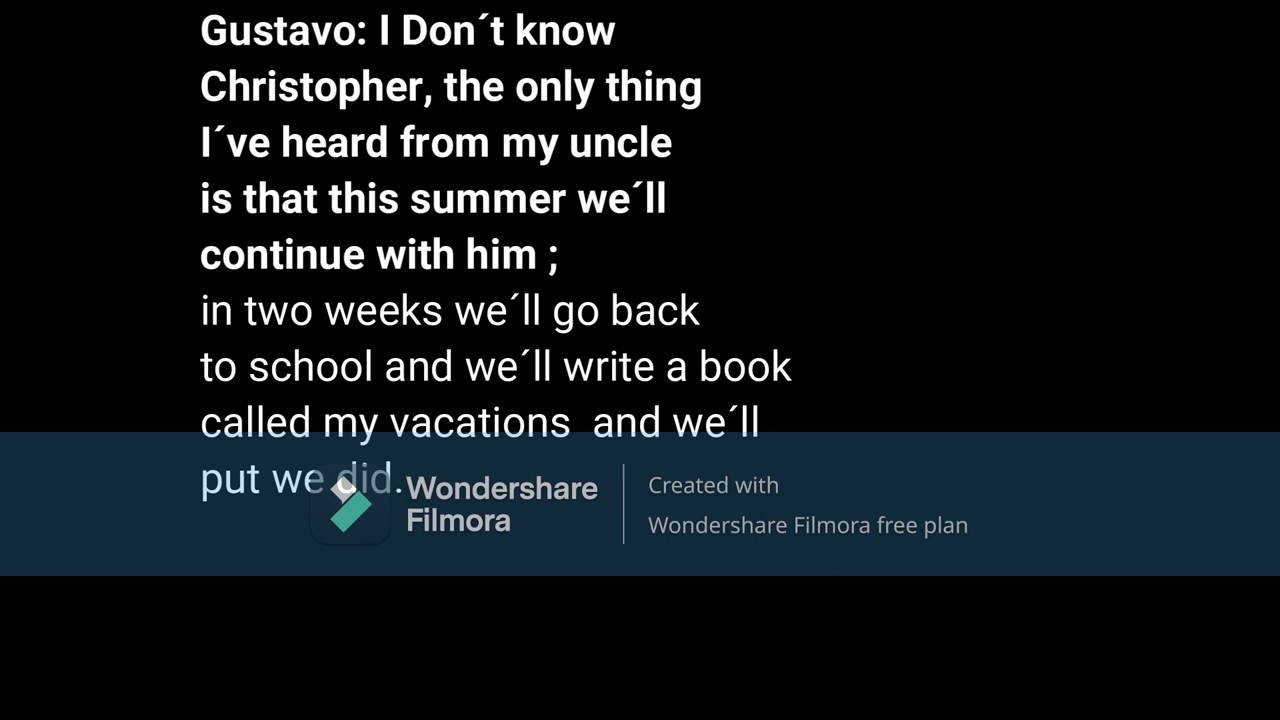 Gustavo: I Don´t know
Christopher, the only thing
I´ve heard from my uncle
is that this summer we´ll
continue with him ;
in two weeks we´ll go back
to school and we´ll write a book
called my vacations  and we´ll
put we did.
Wondershare
Filmora
Created with
Wondershare Filmora free plan